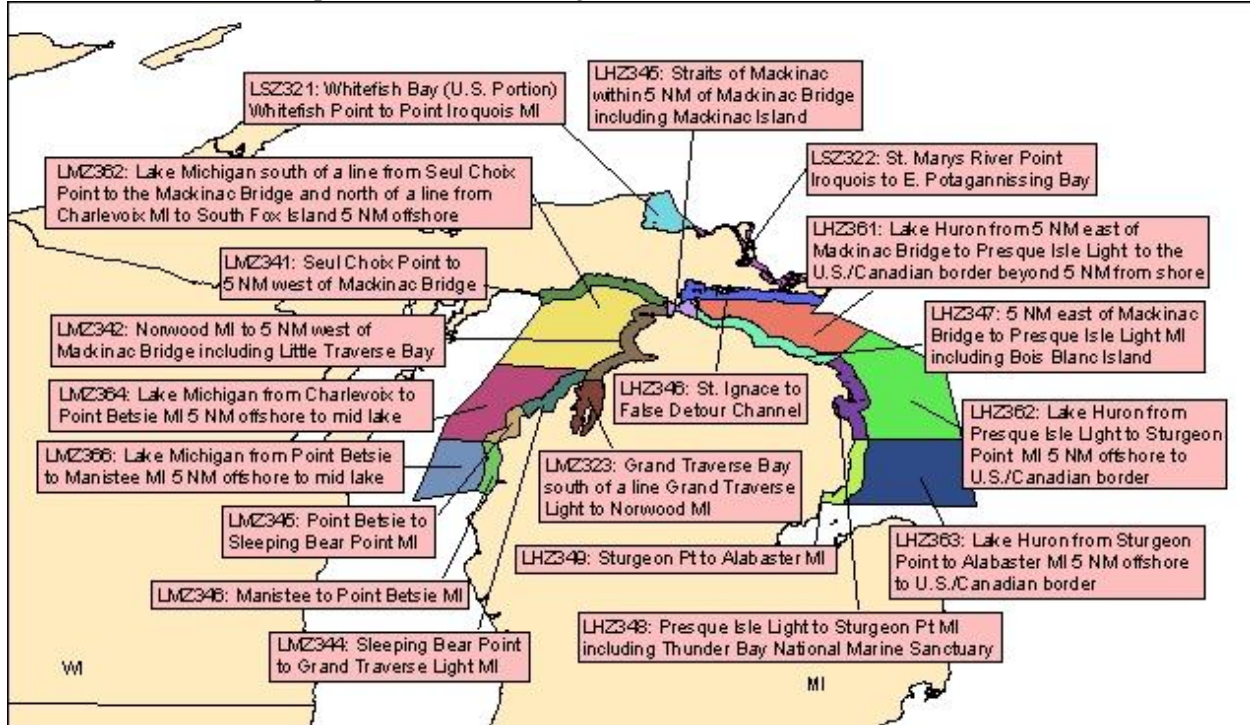 LSZ321: Whitefish Bay (U.S. Portion)
Whitefish Point to Point Iroquois MI
LHZ345: Straits of Mackinac
within 5 NM of Mackinac Bridge
including Mackinac Island
LMZ362: Lake Michigan south of a line from Seul Choix
Point to the Mackinac Bridge and north of a line from
Charlevoix MI to South Fox Island 5 NM offshore
LSZ322: St. Marys River Point
Iroquois to E. Potagannissing Bay
LHZ361: Lake Huron from 5 NM east of
Mackinac Bridge to Presque Isle Light to the
U.S./Canadian border beyond 5 NM from shore
LMZ341: Seul Choix Point to
5 NM west of Mackinac Bridge
LHZ347: 5 NM east of Mackinac
Bridge to Presque Isle Light MI
including Bois Blanc Island
LMZ342: Norwood MI to 5 NM west of
Mackinac Bridge including Little Traverse Bay
LMZ364: Lake Michigan from Charlevoix to
Point Betsie MI 5 NM offshore to mid lake
LHZ346: St. Ignace to
False Detour Channel
LHZ362: Lake Huron from
Presque Isle Light to Sturgeon
Point MI 5 NM offshore to
U.S./Canadian border
LMZ366: Lake Michigan from Point Betsie
to Manistee MI 5 NM offshore to mid lake
LMZ323: Grand Traverse Bay
south of a line Grand Traverse
Light to Norwood MI
LMZ345: Point Betsie to
Sleeping Bear Point MI
LHZ349: Sturgeon Pt to Alabaster MI
LHZ363: Lake Huron from Sturgeon
Point to Alabaster MI 5 NM offshore
to U.S./Canadian border
LMZ346: Manistee to Point Betsie MI
LHZ348: Presque Isle Light to Sturgeon Pt MI
including Thunder Bay National Marine Sanctuary
LMZ344: Sleeping Bear Point
to Grand Traverse Light MI
WI
MI